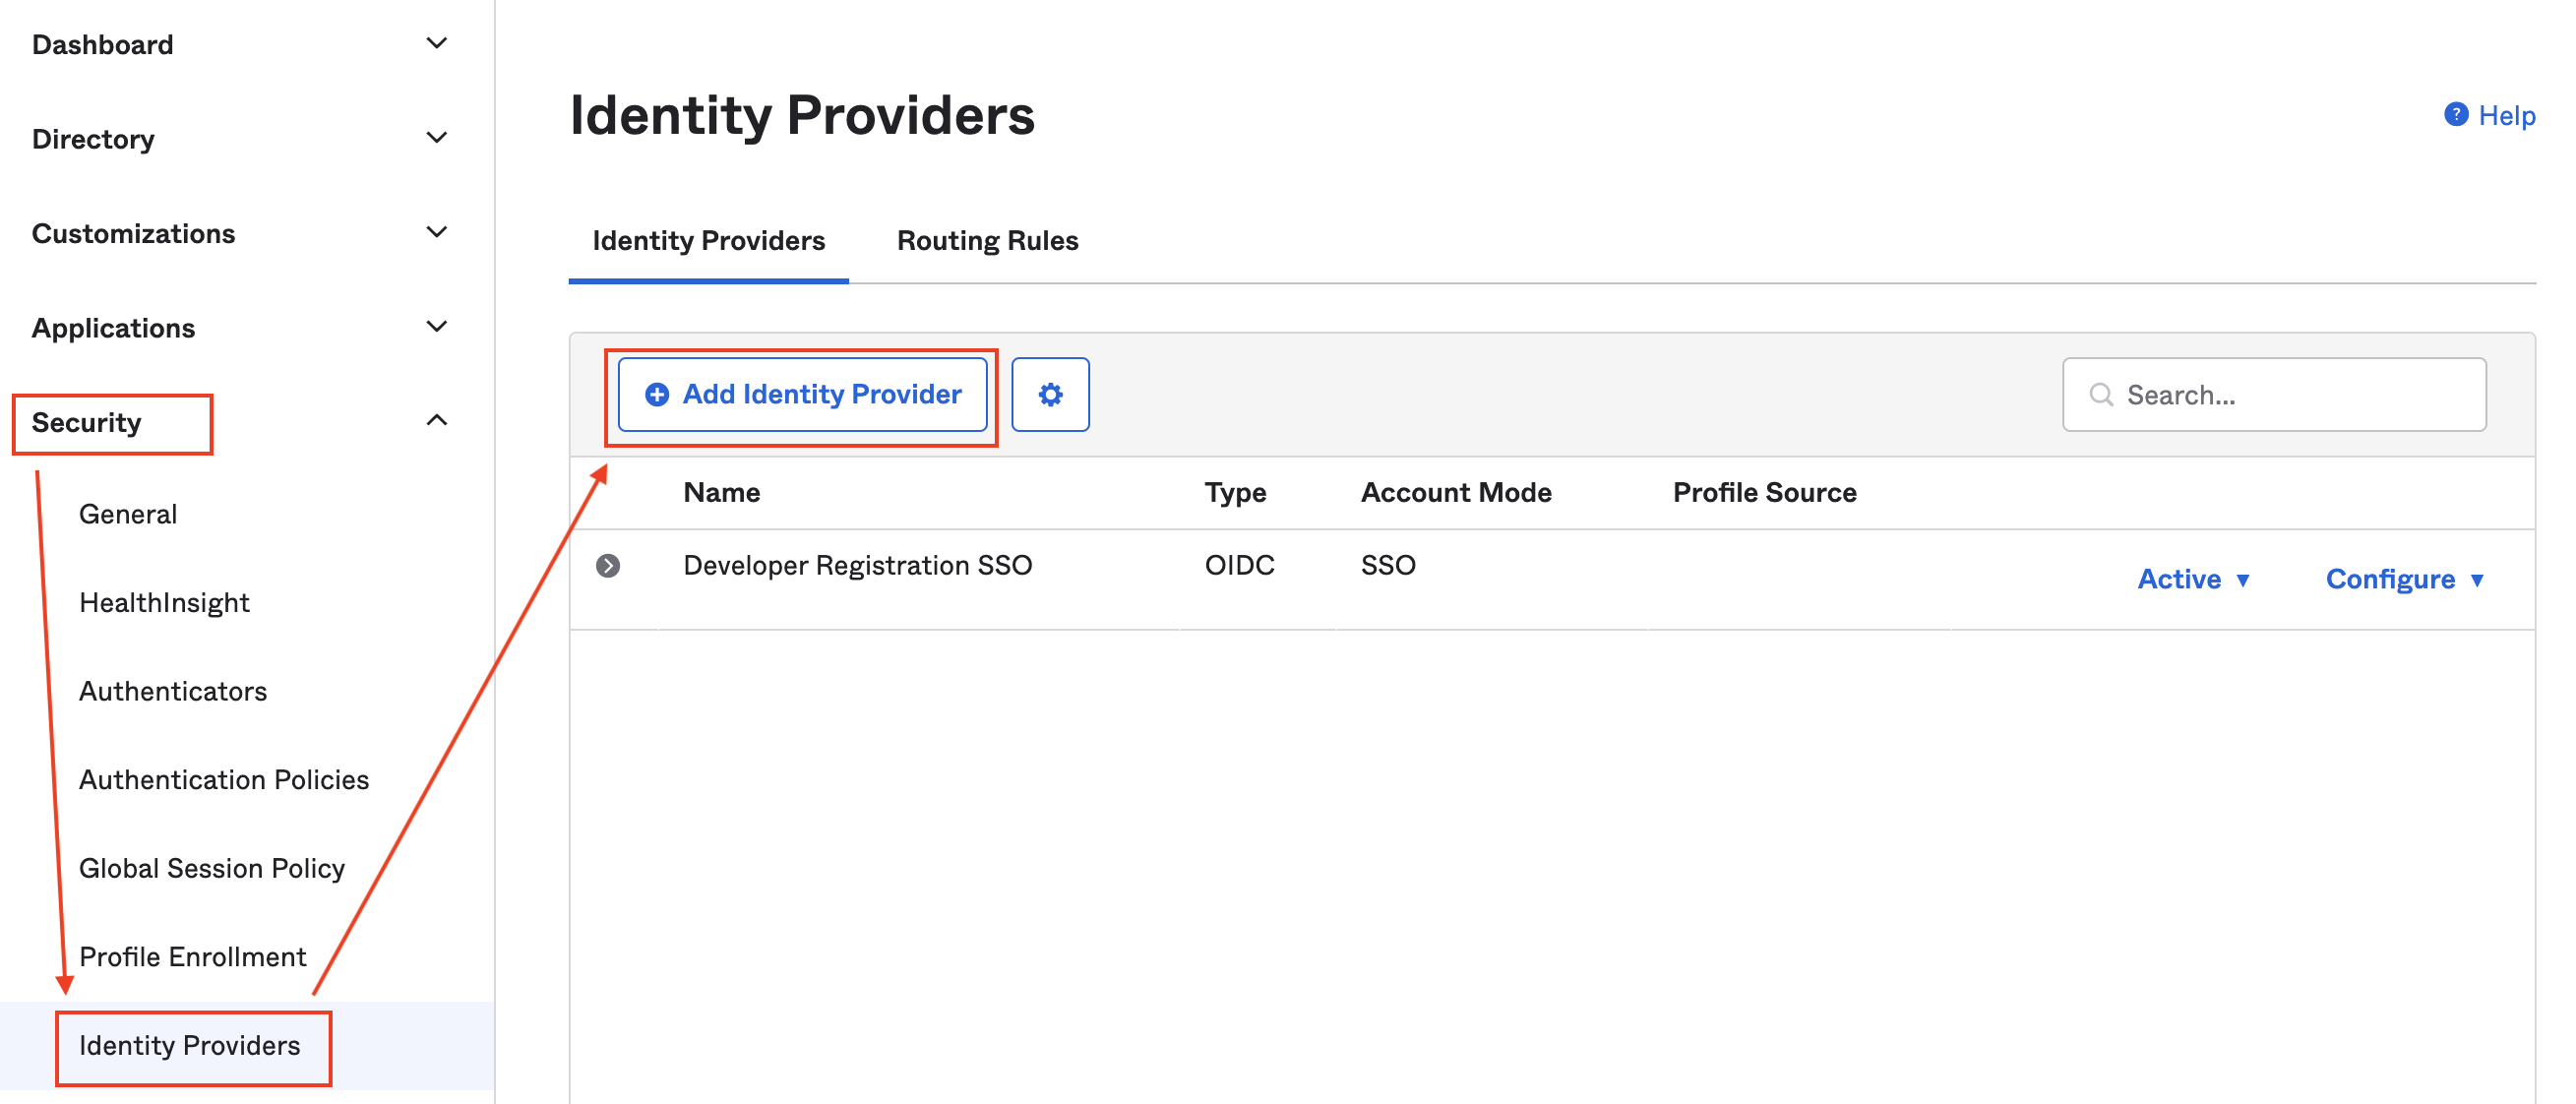 Dashboard
Directory
Customizations
Applications
Security
General
HealthInsight
Authenticators
Authentication Policies
Global Session Policy
Profile Enrollment
Identity Providers
Identity Providers
Help
Identity Providers Routing Rules
Add Identity Provider Search...
Name Type Account Mode Profile Source
Developer Registration SSO OIDC SSO Active Configure